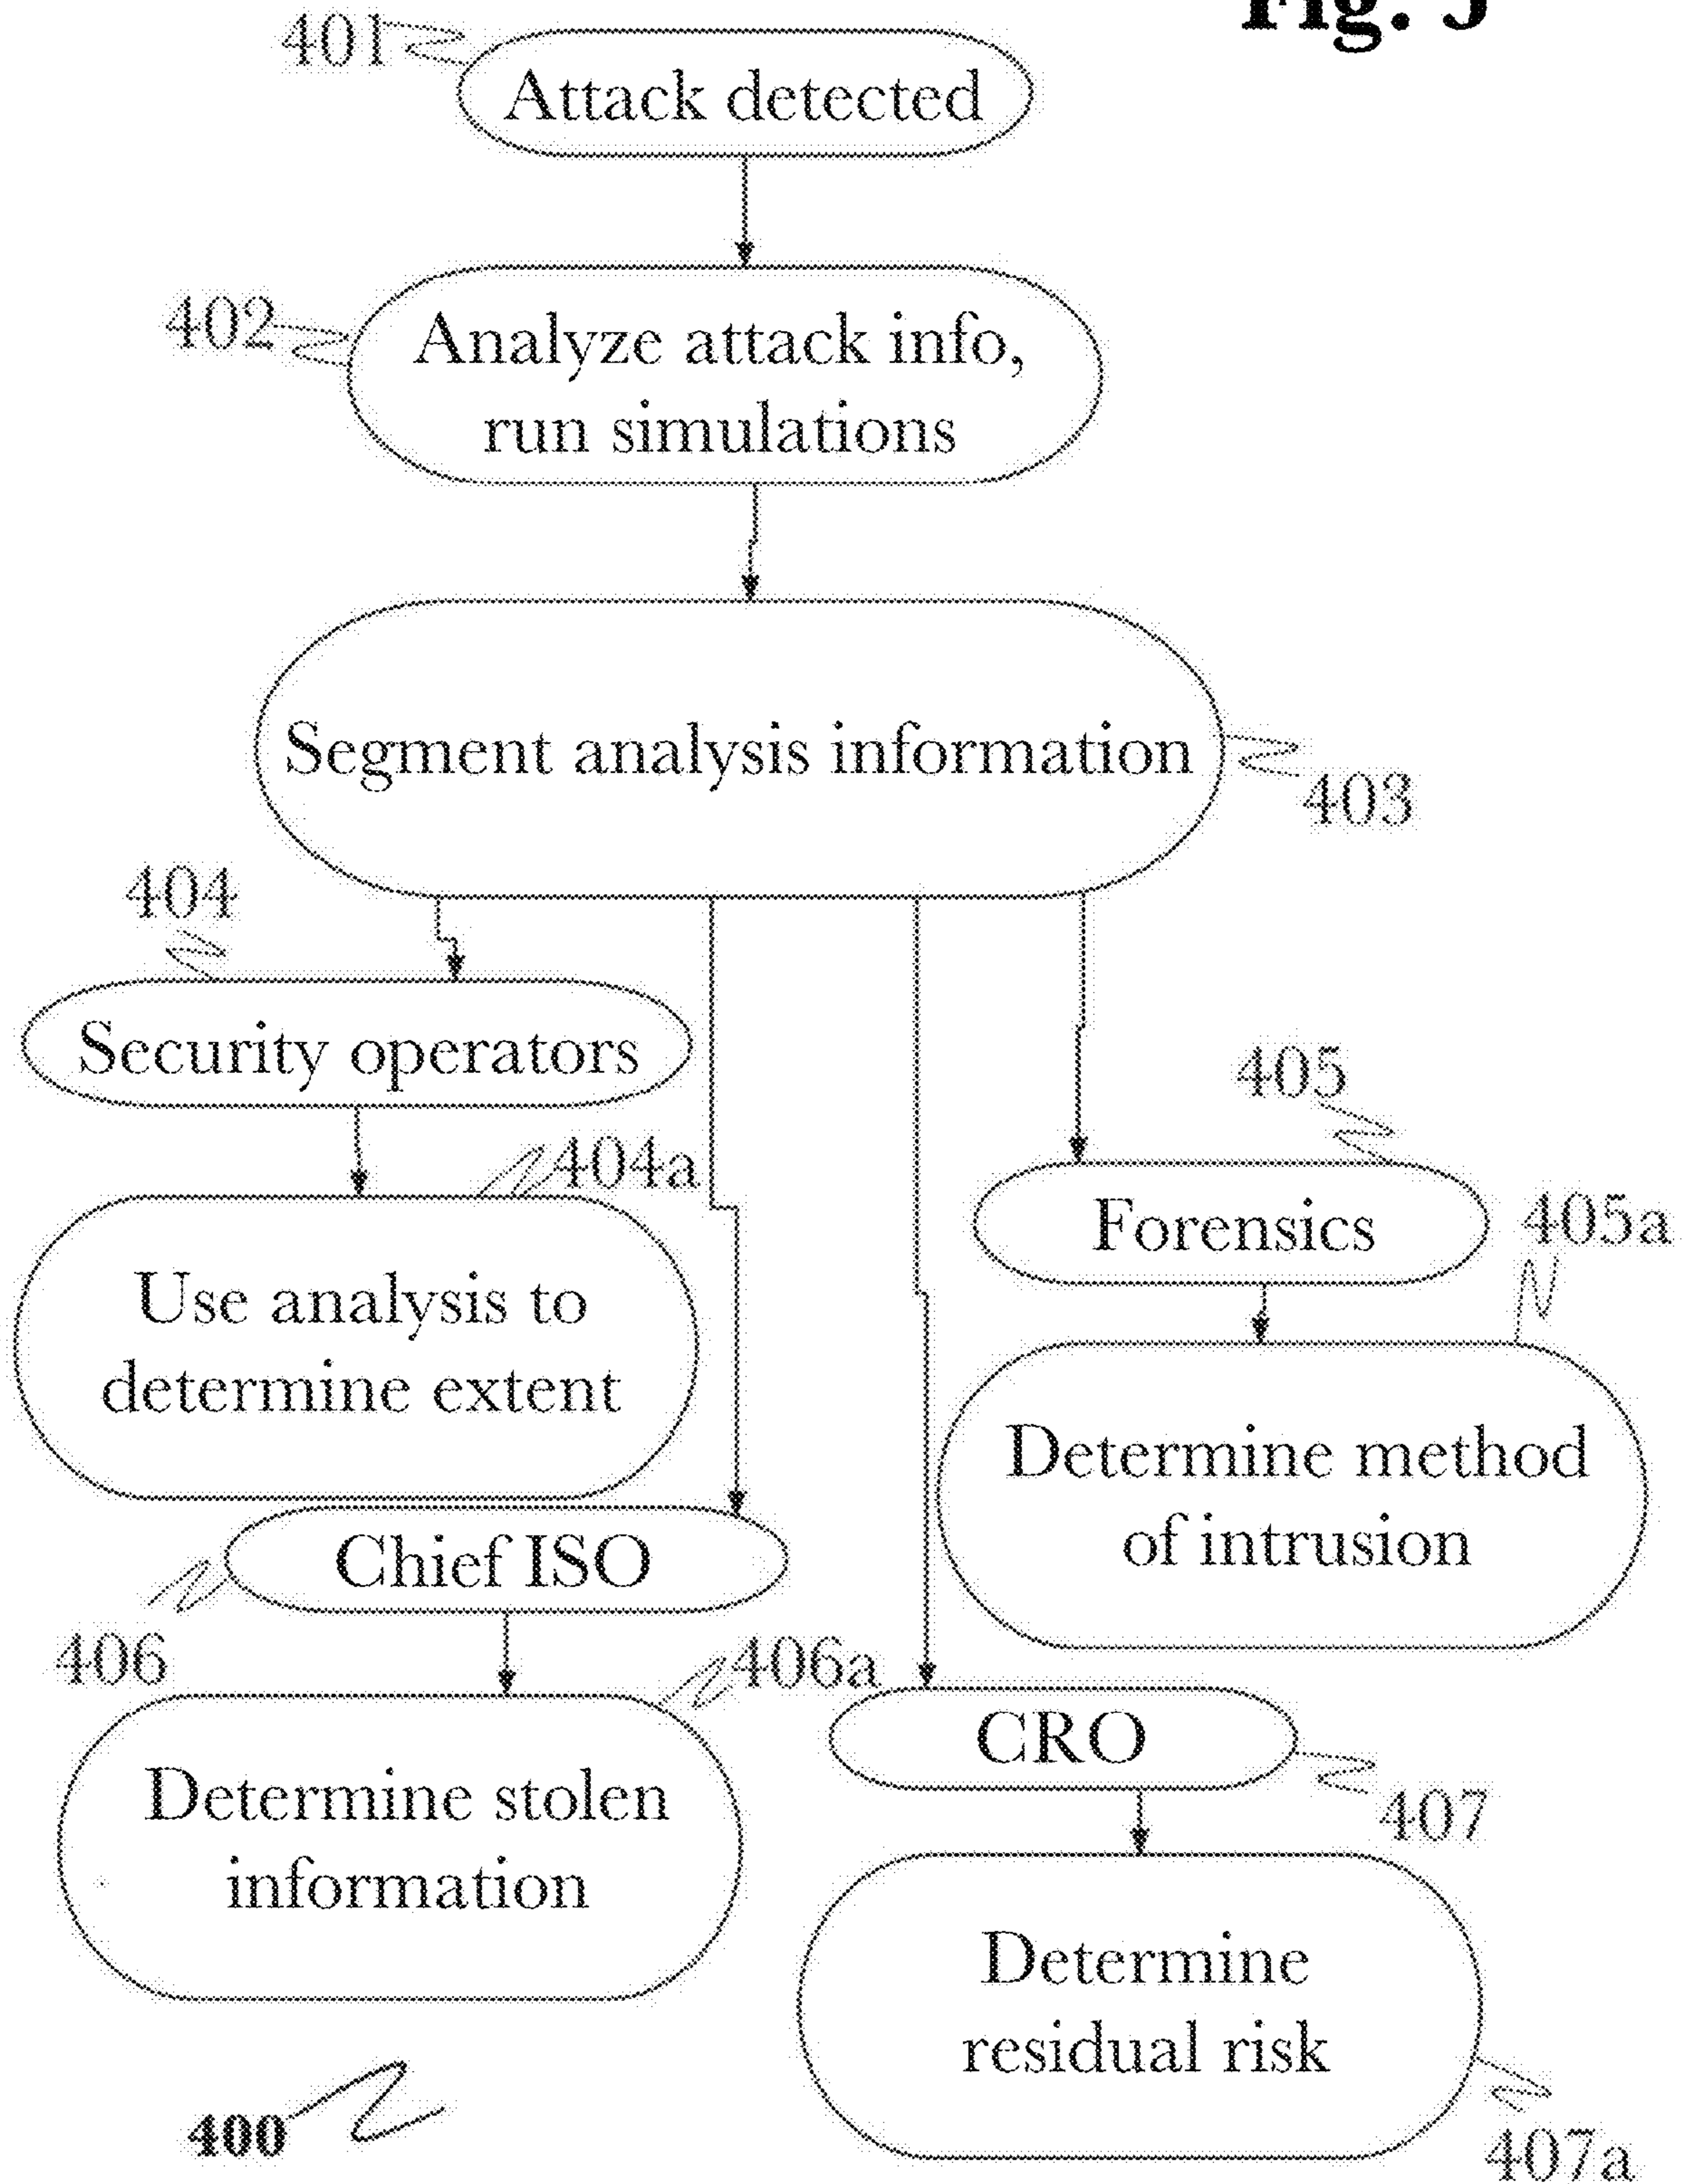 Fig.
401
Attack detected
402
Analyze attack info,
run simulations
Segment analysis information
403
404
Security operators
404a
Use analysis to
determine extent
405
Forensics
405a
Determine method
of intrusion
Chief ISO
406
406a
Determine stolen
information
CRO
407
Determine
residual risk
407a
400